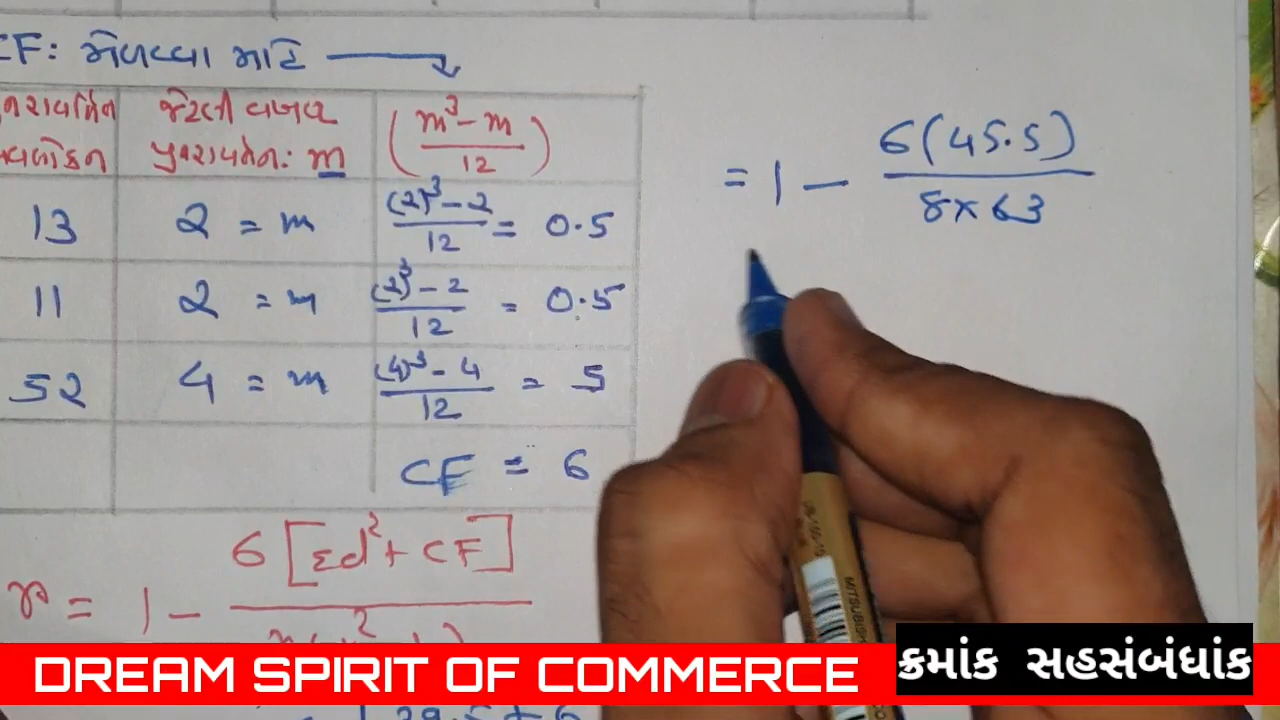 CF: મેળવવા માટે
જેટલી વખત
પુનરાવર્તન: m
(m³ - m / 12)
13 2 = m (2)³ - 2 / 12 = 0.5
11 2 = m (2)³ - 2 / 12 = 0.5
52 4 = m (4)³ - 4 / 12 = 5
CF = 6
r = 1 - 6 [Σd² + CF]
= 1 - 6(45.5) / 8×63
MITSUBISHI
DREAM SPIRIT OF COMMERCE
ક્રમાંક સહસંબંધાંક